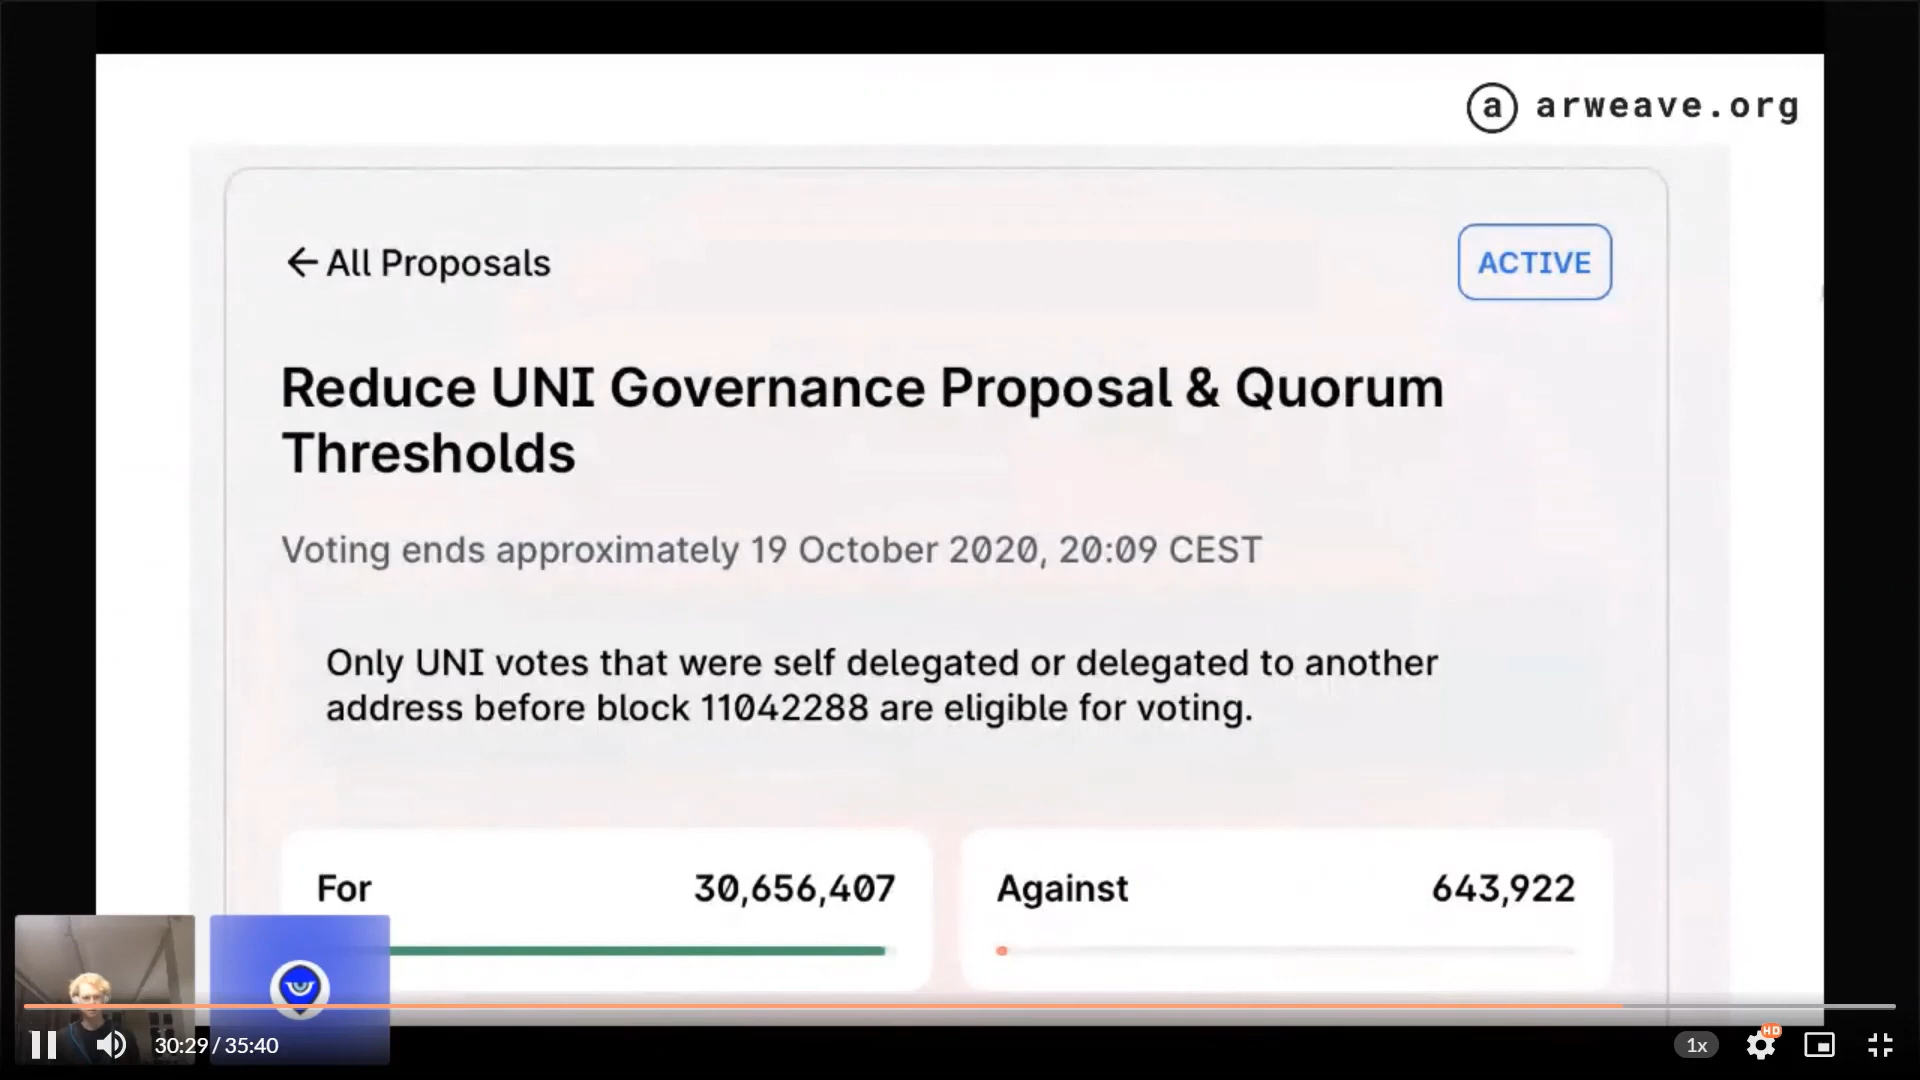 a arweave.org
←All Proposals
ACTIVE
Reduce UNI Governance Proposal & Quorum
Thresholds
Voting ends approximately 19 October 2020, 20:09 CEST
Only UNI votes that were self delegated or delegated to another
address before block 11042288 are eligible for voting.
For 30,656,407
Against 643,922
30:29 / 35:40
1x
HD